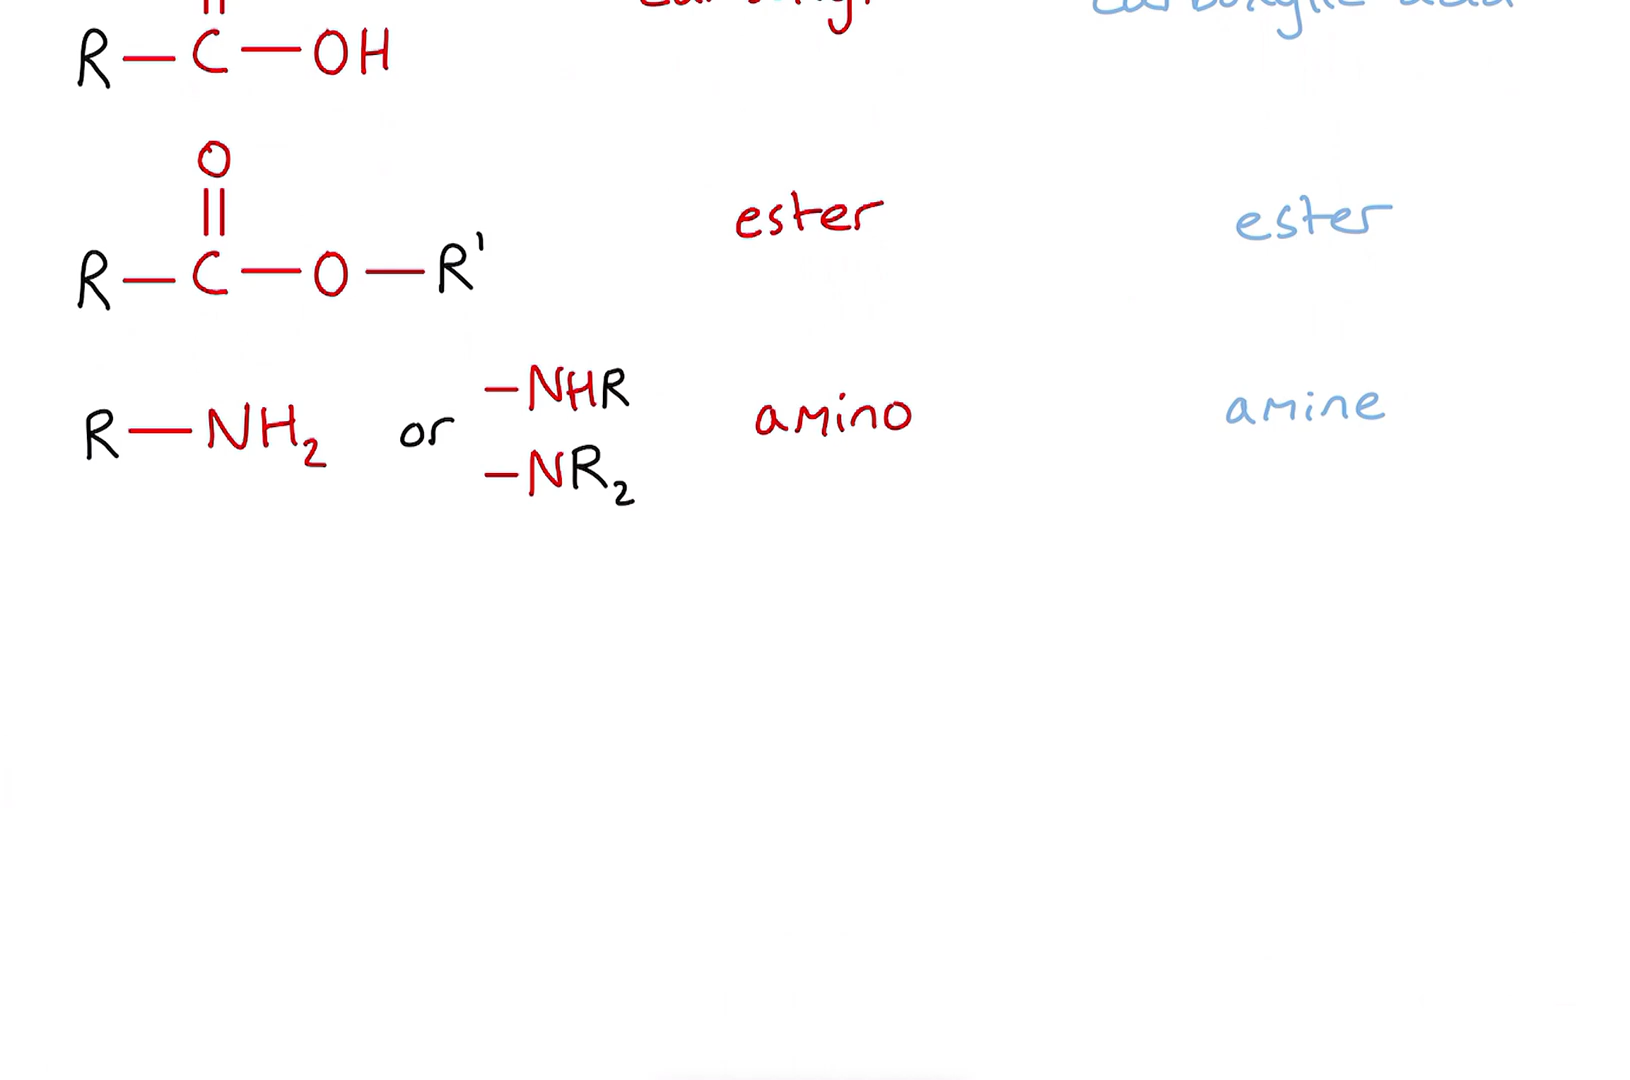 R—C—OH
O
||
R—C—O—R' ester ester
R—NH₂ or —NHR amino amine
—NR₂